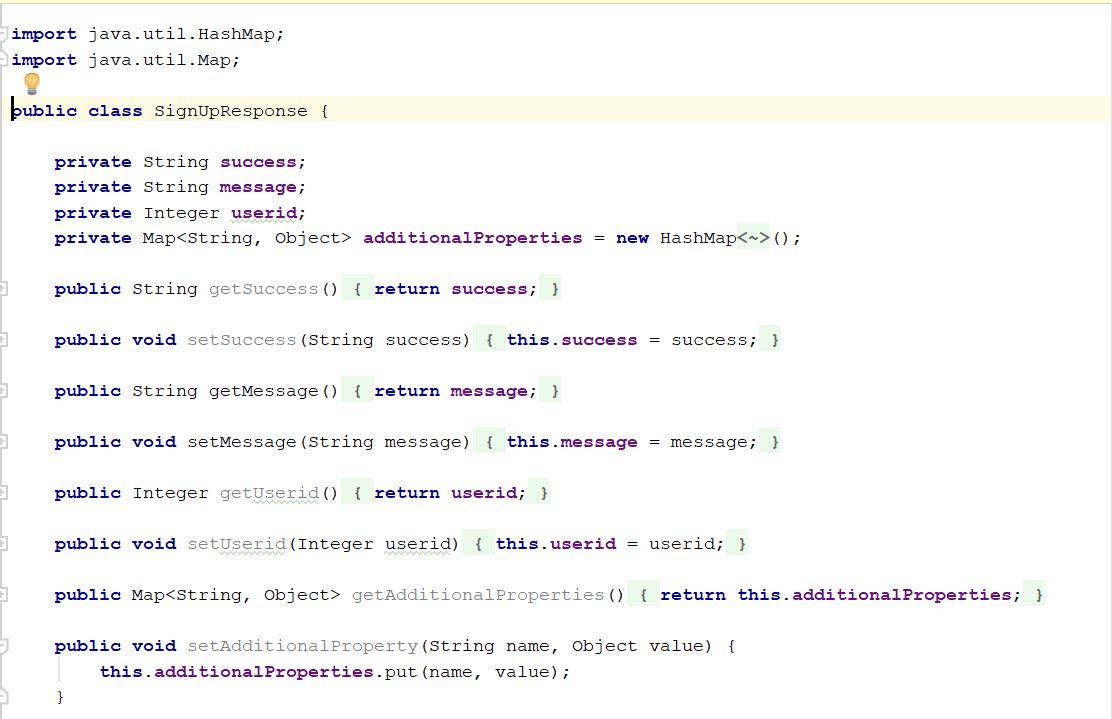 import java.util.HashMap;
import java.util.Map;
public class SignUpResponse {
    private String success;
    private String message;
    private Integer userid;
    private Map<String, Object> additionalProperties = new HashMap<~>();
    public String getSuccess() { return success; }
    public void setSuccess(String success) { this.success = success; }
    public String getMessage() { return message; }
    public void setMessage(String message) { this.message = message; }
    public Integer getUserid() { return userid; }
    public void setUserid(Integer userid) { this.userid = userid; }
    public Map<String, Object> getAdditionalProperties() { return this.additionalProperties; }
    public void setAdditionalProperty(String name, Object value) {
        this.additionalProperties.put(name, value);
    }